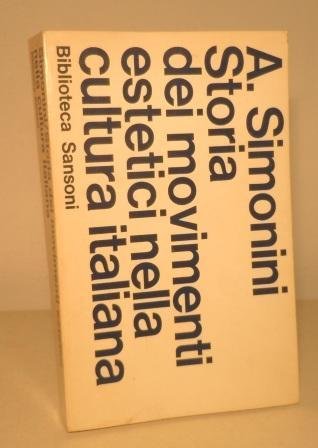 A. Simonini
Storia
dei movimenti
estetici nella
cultura italiana
Biblioteca Sansoni